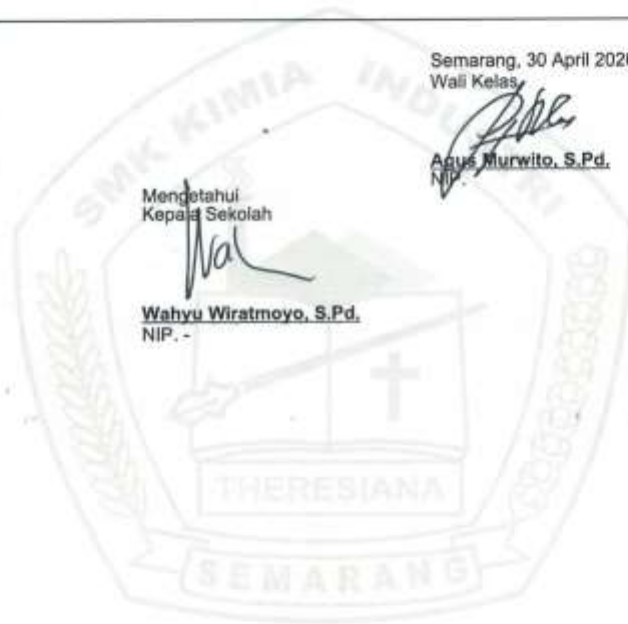 Semarang, 30 April 2020
Wali Kelas
Agus Murwito, S.Pd.
NIP.
Mengetahui
Kepala Sekolah
Wahyu Wiratmoyo, S.Pd.
NIP. -
SMK KIMIA INDUSTRI
THERESIANA
SEMARANG